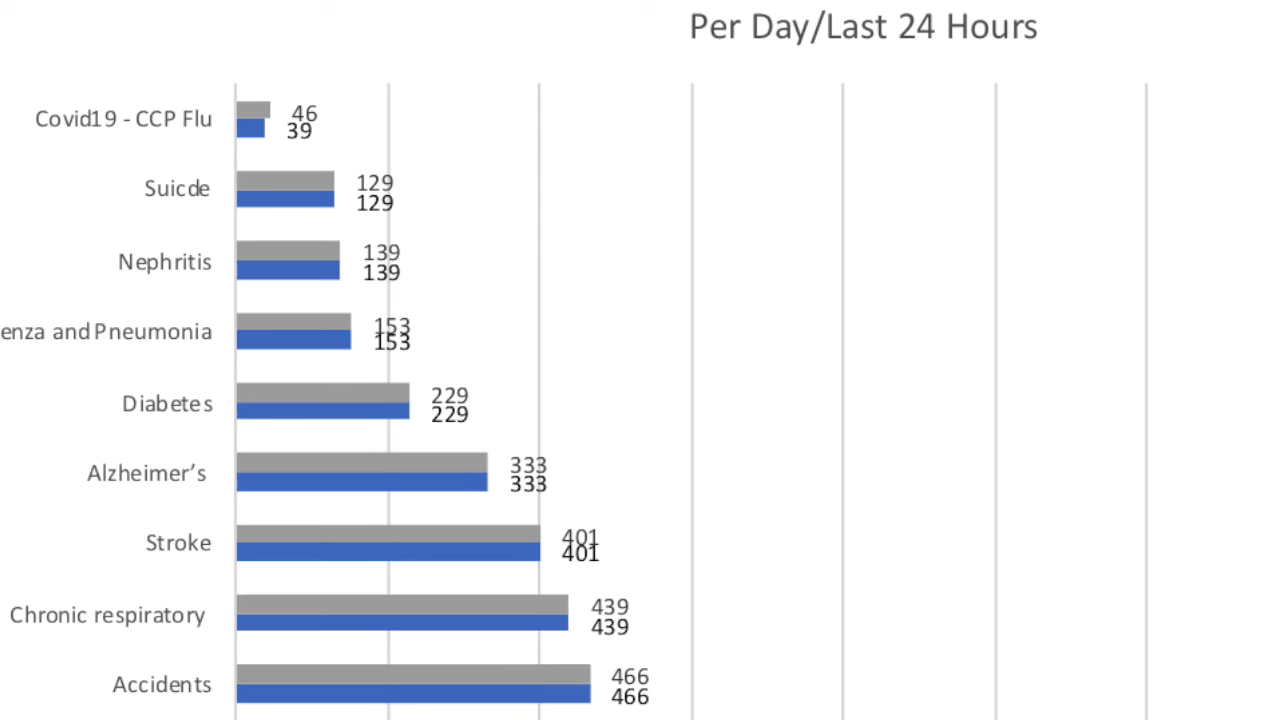 Per Day/Last 24 Hours
Covid19 - CCP Flu
46
39
Suicde
129
129
Nephritis
139
139
enza and Pneumonia
153
153
Diabetes
229
229
Alzheimer’s
333
333
Stroke
401
401
Chronic respiratory
439
439
Accidents
466
466